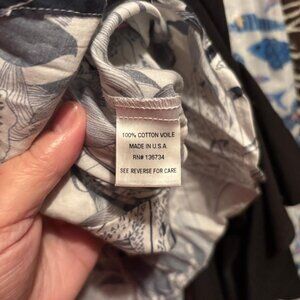 100% COTTON VOILE
MADE IN U.S.A
RN# 136734
SEE REVERSE FOR CARE